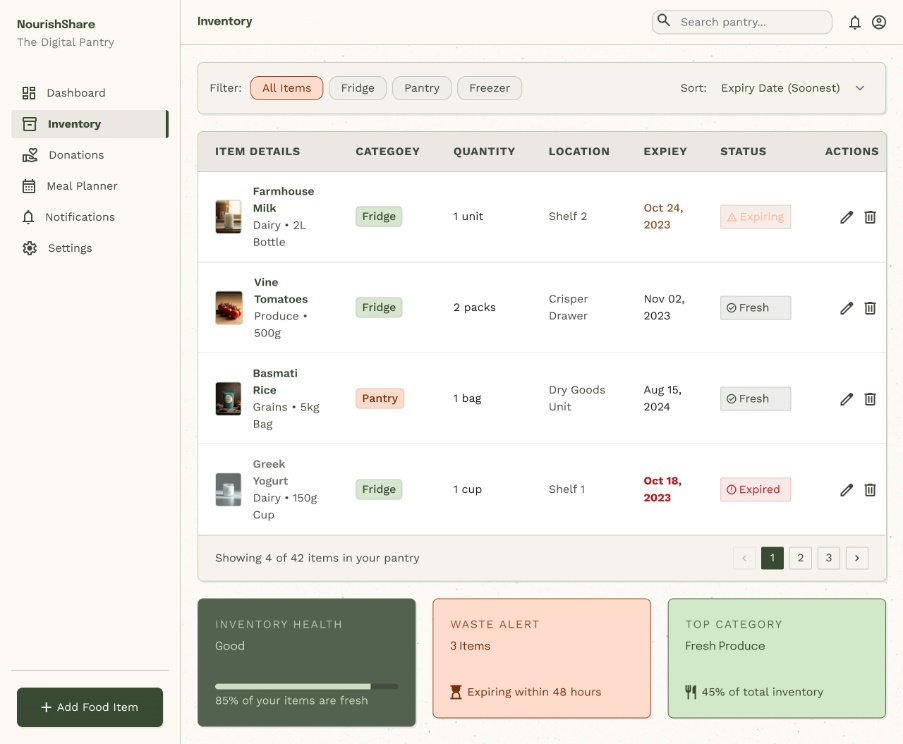 NourishShare
The Digital Pantry
Dashboard
Inventory
Donations
Meal Planner
Notifications
Settings
+ Add Food Item
Inventory
Search pantry...
Filter: All Items Fridge Pantry Freezer
Sort: Expiry Date (Soonest)
ITEM DETAILS CATEGOEY QUANTITY LOCATION EXPIEY STATUS ACTIONS
Farmhouse
Milk
Dairy • 2L
Bottle
Fridge
1 unit
Shelf 2
Oct 24,
2023
Expiring
Vine
Tomatoes
Produce •
500g
Fridge
2 packs
Crisper
Drawer
Nov 02,
2023
Fresh
Basmati
Rice
Grains • 5kg
Bag
Pantry
1 bag
Dry Goods
Unit
Aug 15,
2024
Fresh
Greek
Yogurt
Dairy • 150g
Cup
Fridge
1 cup
Shelf 1
Oct 18,
2023
Expired
Showing 4 of 42 items in your pantry
‹ 1 2 3 ›
INVENTORY HEALTH
Good
85% of your items are fresh
WASTE ALERT
3 Items
Expiring within 48 hours
TOP CATEGORY
Fresh Produce
45% of total inventory